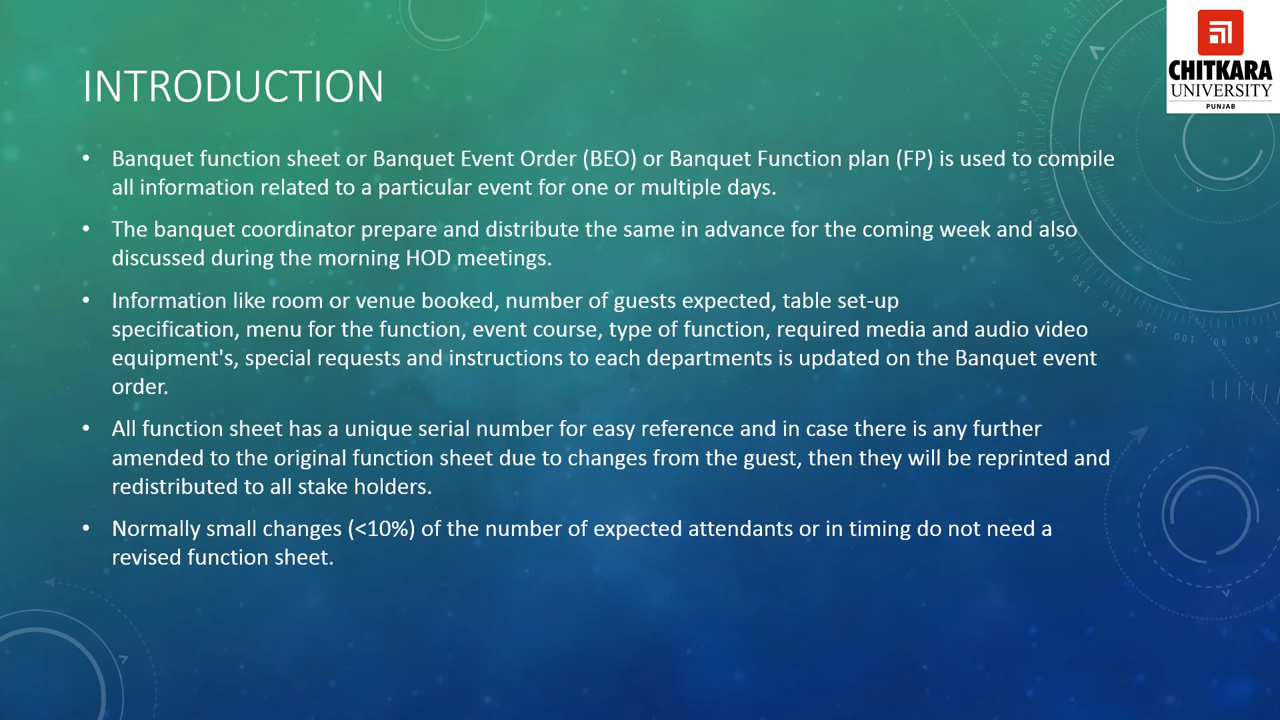 CHITKARA
UNIVERSITY
PUNJAB
INTRODUCTION
• Banquet function sheet or Banquet Event Order (BEO) or Banquet Function plan (FP) is used to compile
all information related to a particular event for one or multiple days.
• The banquet coordinator prepare and distribute the same in advance for the coming week and also
discussed during the morning HOD meetings.
• Information like room or venue booked, number of guests expected, table set-up
specification, menu for the function, event course, type of function, required media and audio video
equipment's, special requests and instructions to each departments is updated on the Banquet event
order.
• All function sheet has a unique serial number for easy reference and in case there is any further
amended to the original function sheet due to changes from the guest, then they will be reprinted and
redistributed to all stake holders.
• Normally small changes (<10%) of the number of expected attendants or in timing do not need a
revised function sheet.